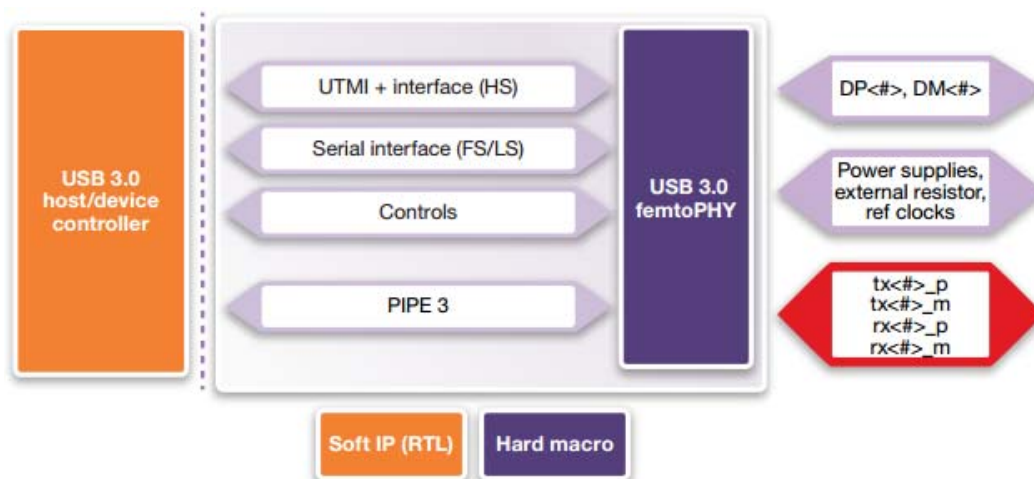 USB 3.0
host/device
controller
UTMI + interface (HS)
Serial interface (FS/LS)
Controls
PIPE 3
USB 3.0
femtoPHY
DP<#>, DM<#>
Power supplies,
external resistor,
ref clocks
tx<#>_p
tx<#>_m
rx<#>_p
rx<#>_m
Soft IP (RTL)
Hard macro